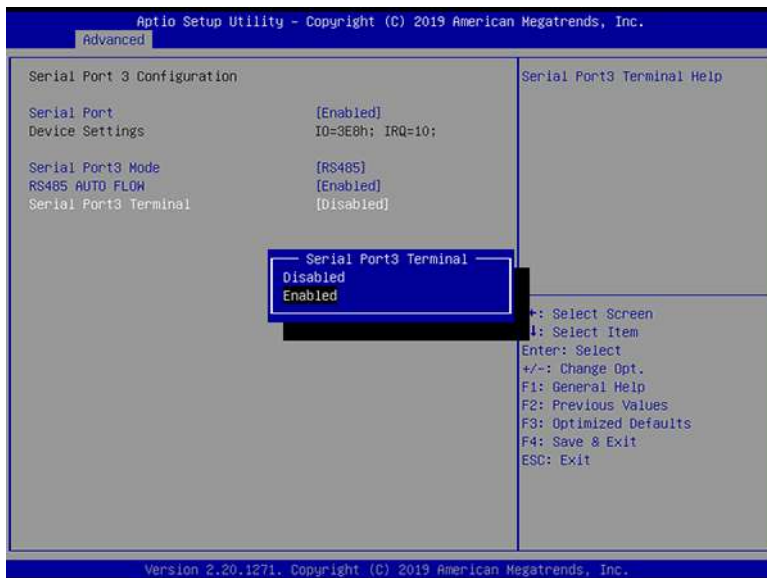 Aptio Setup Utility - Copyright (C) 2019 American Megatrends, Inc.
Advanced
Serial Port 3 Configuration
Serial Port [Enabled]
Device Settings IO=3E8h; IRQ=10;
Serial Port3 Mode [RS485]
RS485 AUTO FLOW [Enabled]
Serial Port3 Terminal [Disabled]
Serial Port3 Terminal
Disabled
Enabled
Serial Port3 Terminal Help
: Select Screen
: Select Item
Enter: Select
+/-: Change Opt.
F1: General Help
F2: Previous Values
F3: Optimized Defaults
F4: Save & Exit
ESC: Exit
Version 2.20.1271. Copyright (C) 2019 American Megatrends, Inc.